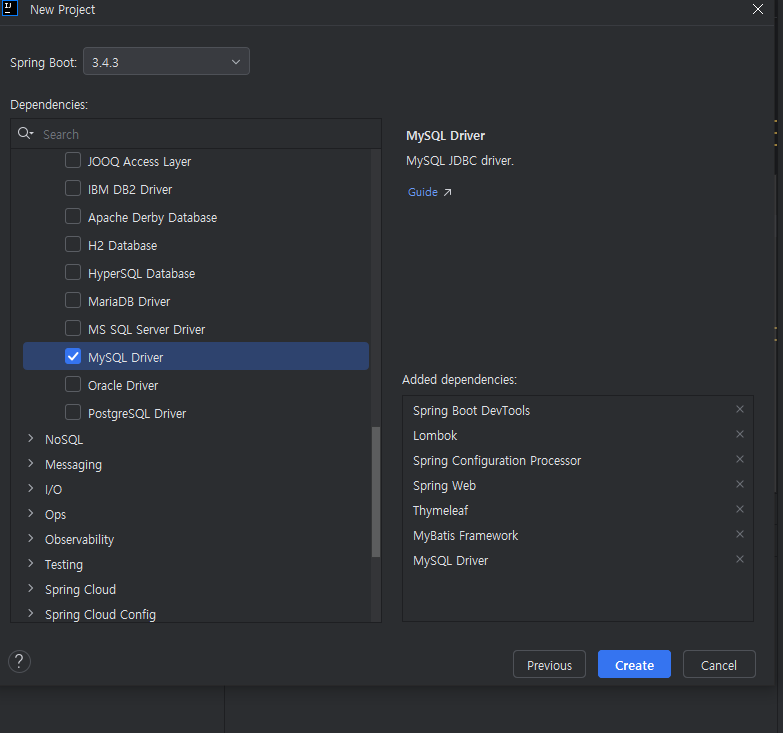 New Project
Spring Boot: 3.4.3
Dependencies:
Search
JOOQ Access Layer
IBM DB2 Driver
Apache Derby Database
H2 Database
HyperSQL Database
MariaDB Driver
MS SQL Server Driver
MySQL Driver
Oracle Driver
PostgreSQL Driver
NoSQL
Messaging
I/O
Ops
Observability
Testing
Spring Cloud
Spring Cloud Config
MySQL Driver
MySQL JDBC driver.
Guide ↗
Added dependencies:
Spring Boot DevTools
Lombok
Spring Configuration Processor
Spring Web
Thymeleaf
MyBatis Framework
MySQL Driver
?
Previous
Create
Cancel